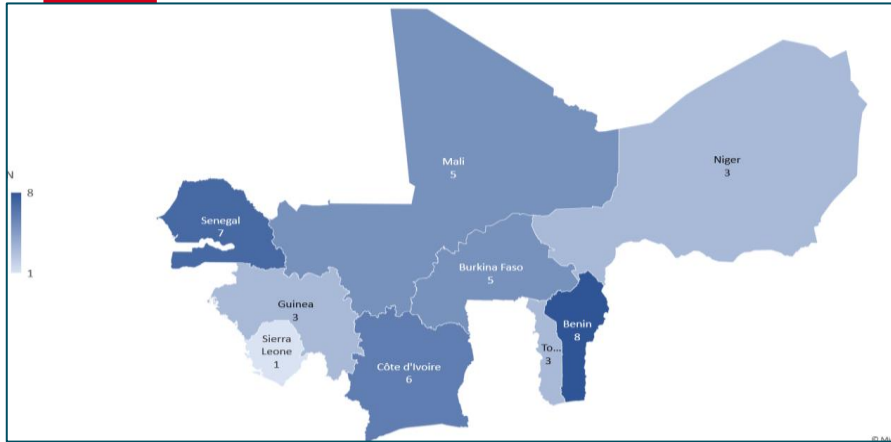 N
8
1
Mali
5
Niger
3
Senegal
7
Burkina Faso
5
Guinea
3
Sierra
Leone
1
Côte d'Ivoire
6
To...
3
Benin
8